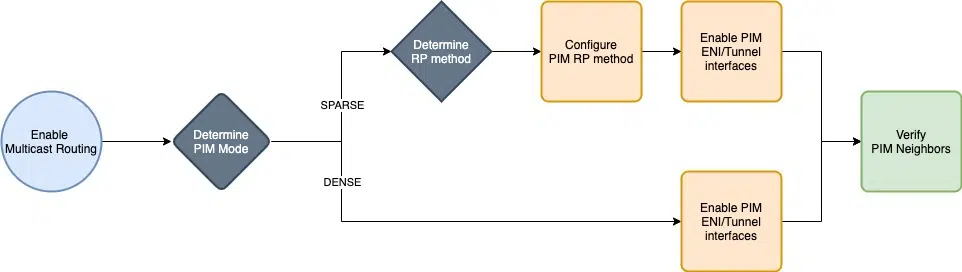 Enable
Multicast Routing
Determine
PIM Mode
SPARSE
Determine
RP method
Configure
PIM RP method
Enable PIM
ENI/Tunnel
interfaces
DENSE
Enable PIM
ENI/Tunnel
interfaces
Verify
PIM Neighbors